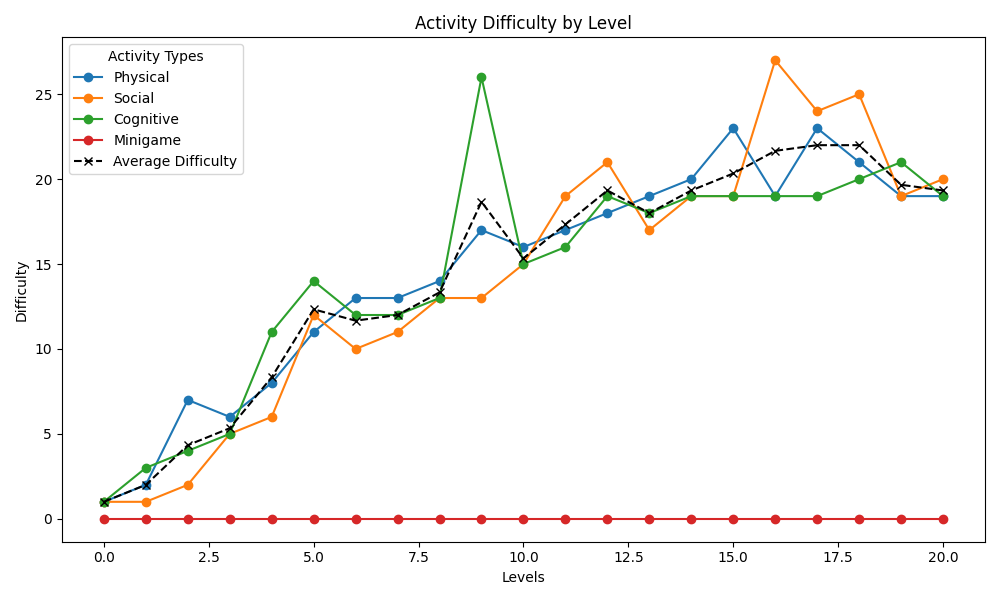 Activity Difficulty by Level
Activity Types
Physical
Social
Cognitive
Minigame
Average Difficulty
Difficulty
25
20
15
10
5
0
0.0 2.5 5.0 7.5 10.0 12.5 15.0 17.5 20.0
Levels